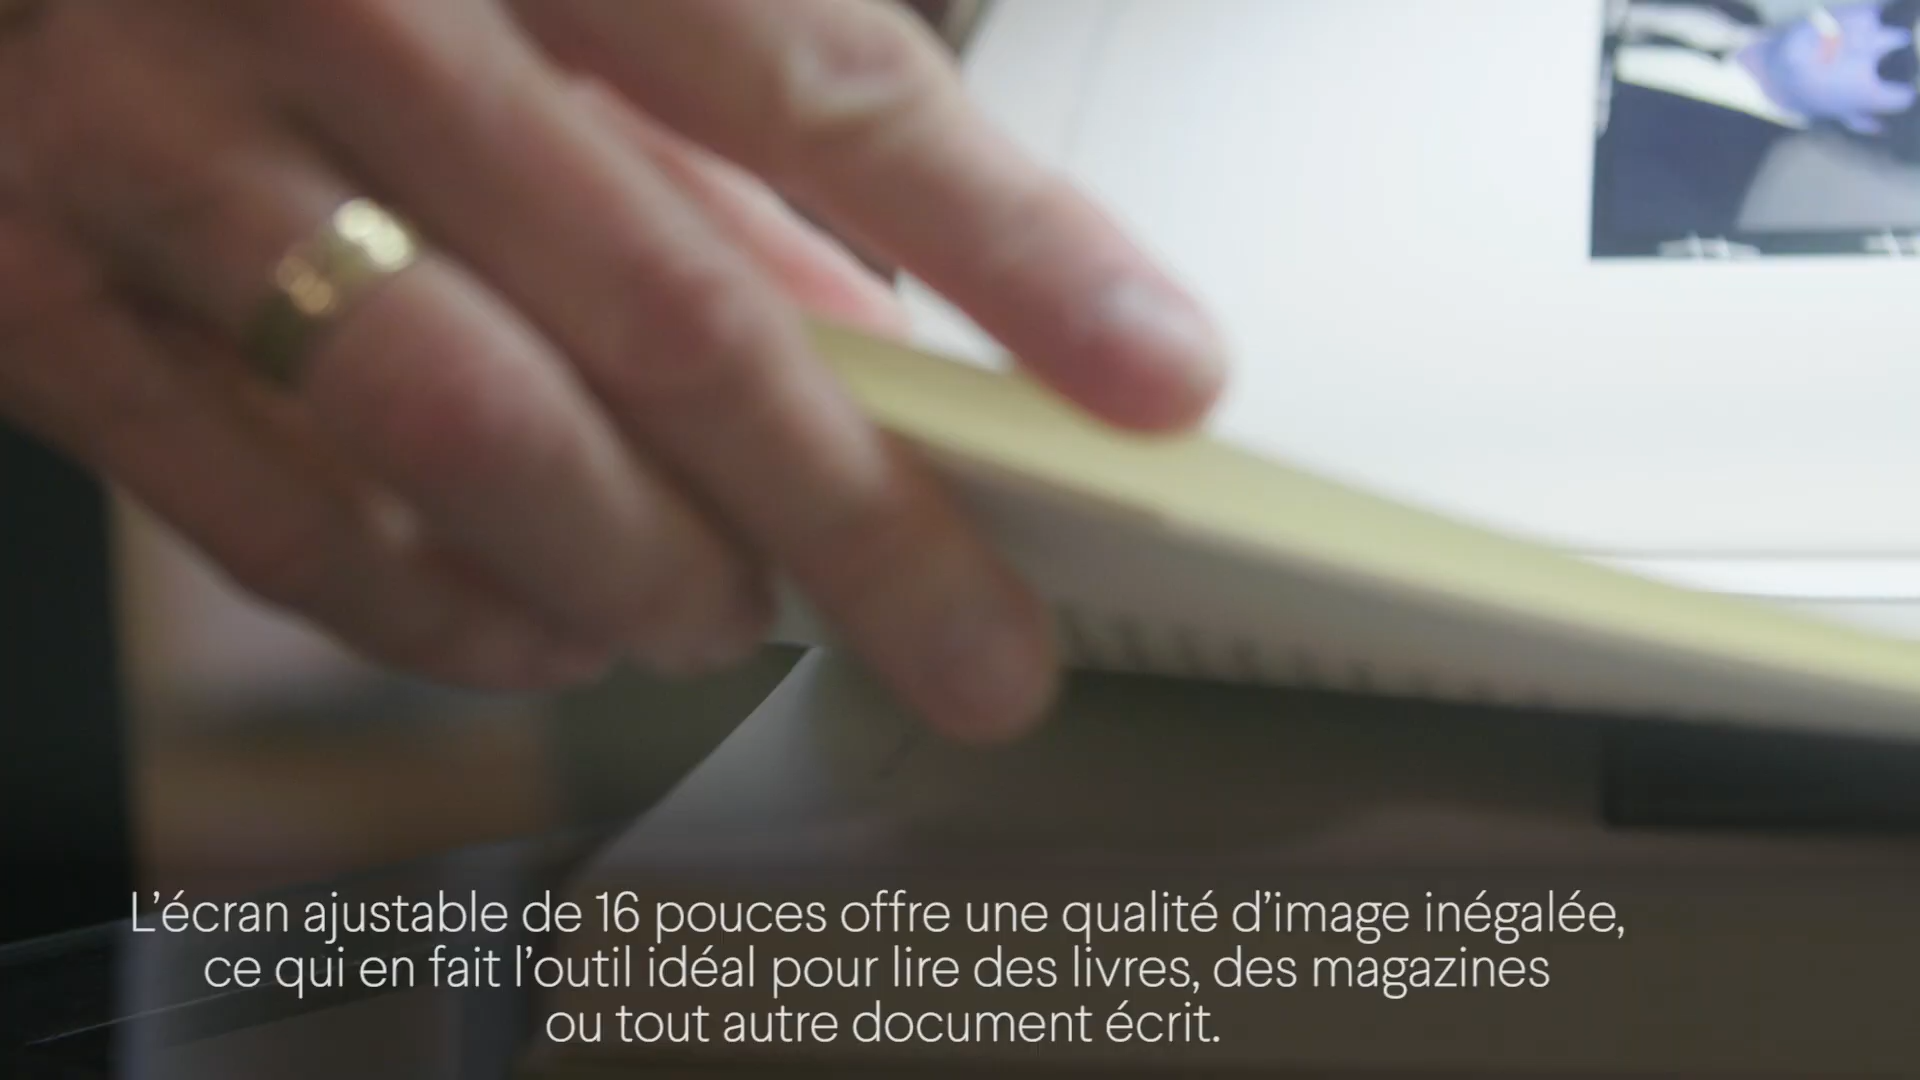 L’écran ajustable de 16 pouces offre une qualité d’image inégalée,
ce qui en fait l’outil idéal pour lire des livres, des magazines
ou tout autre document écrit.